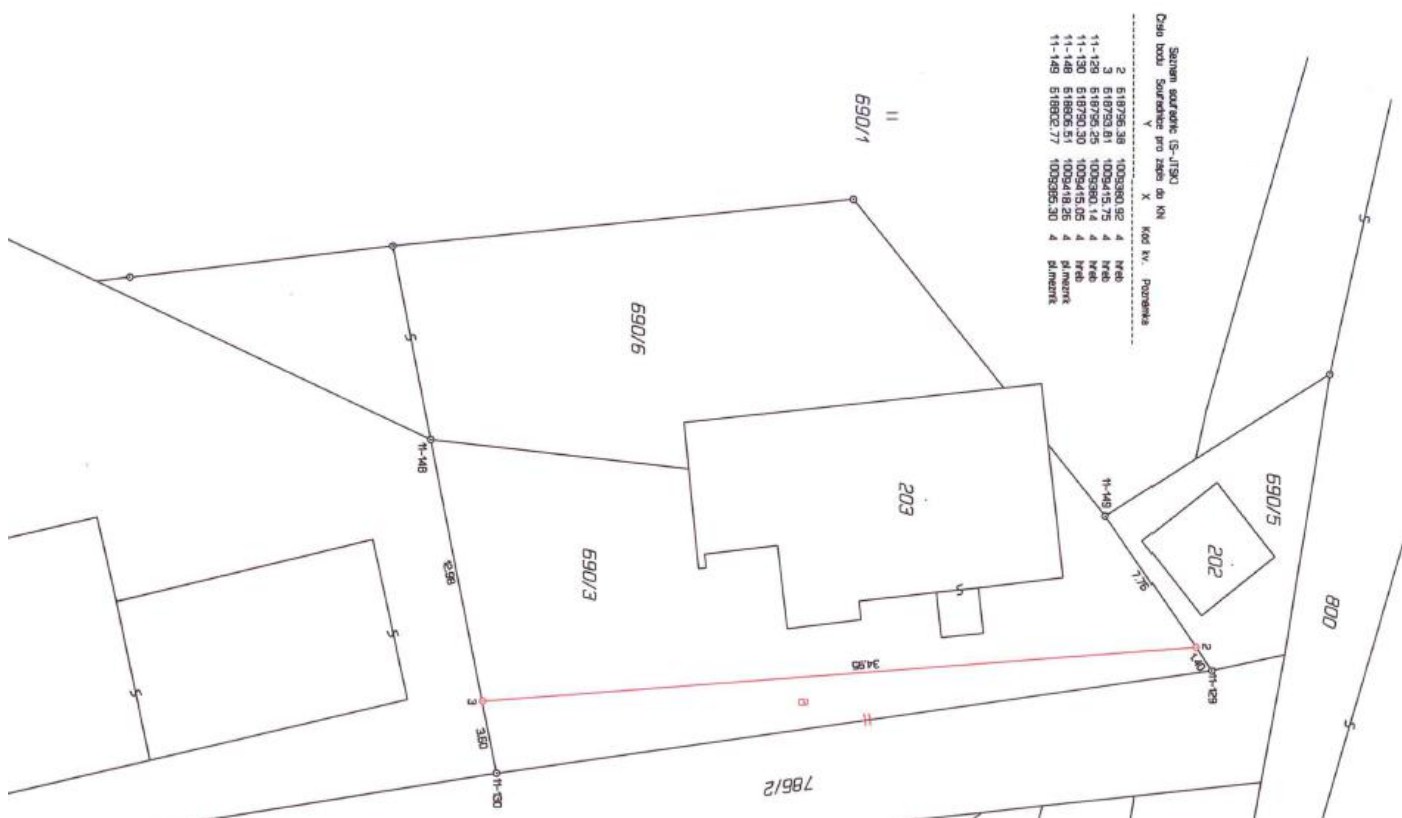 Seznam souřadnic (S-JTSK)
Číslo bodu Souřadnice pro zápis do KN
Y X Kód kv. Poznámka
2 618796.38 1009380.92 4 hřeb
3 618793.81 1009415.75 4 hřeb
11-129 618795.25 1009380.14 4 hřeb
11-130 618790.30 1009415.05 4 hřeb
11-148 618806.51 1009418.26 4 pl.mezník
11-149 618802.77 1009385.30 4 pl.mezník
690/1
690/6
690/5
203
202
800
11-149
11-148
7.76
12.98
690/3
2
1.40
11-129
34.95
a
3
3.60
11-130
786/2